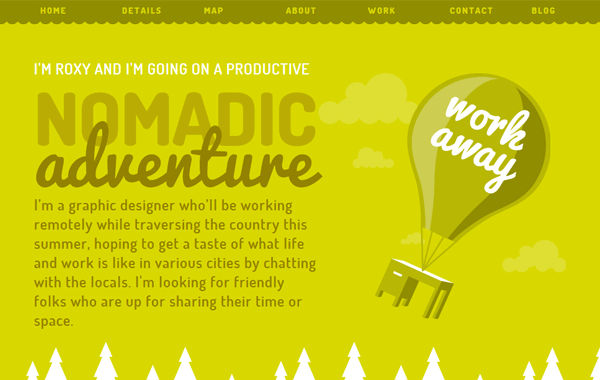 HOME DETAILS MAP ABOUT WORK CONTACT BLOG
I'M ROXY AND I'M GOING ON A PRODUCTIVE
NOMADIC
adventure
I'm a graphic designer who'll be working
remotely while traversing the country this
summer, hoping to get a taste of what life
and work is like in various cities by chatting
with the locals. I'm looking for friendly
folks who are up for sharing their time or
space.
work
away